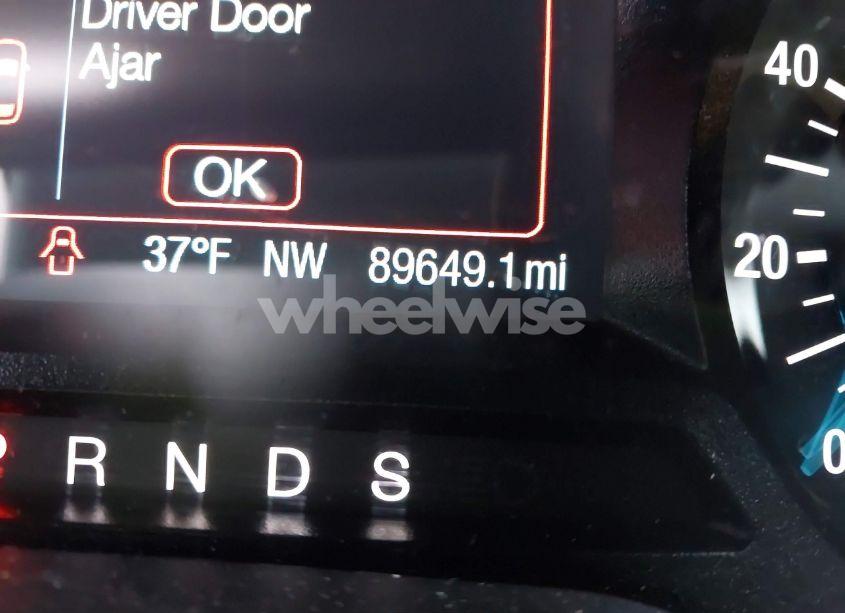 Driver Door
Ajar
OK
37°F NW 89649.1mi
wheelwise
40
20
0
P R N D S